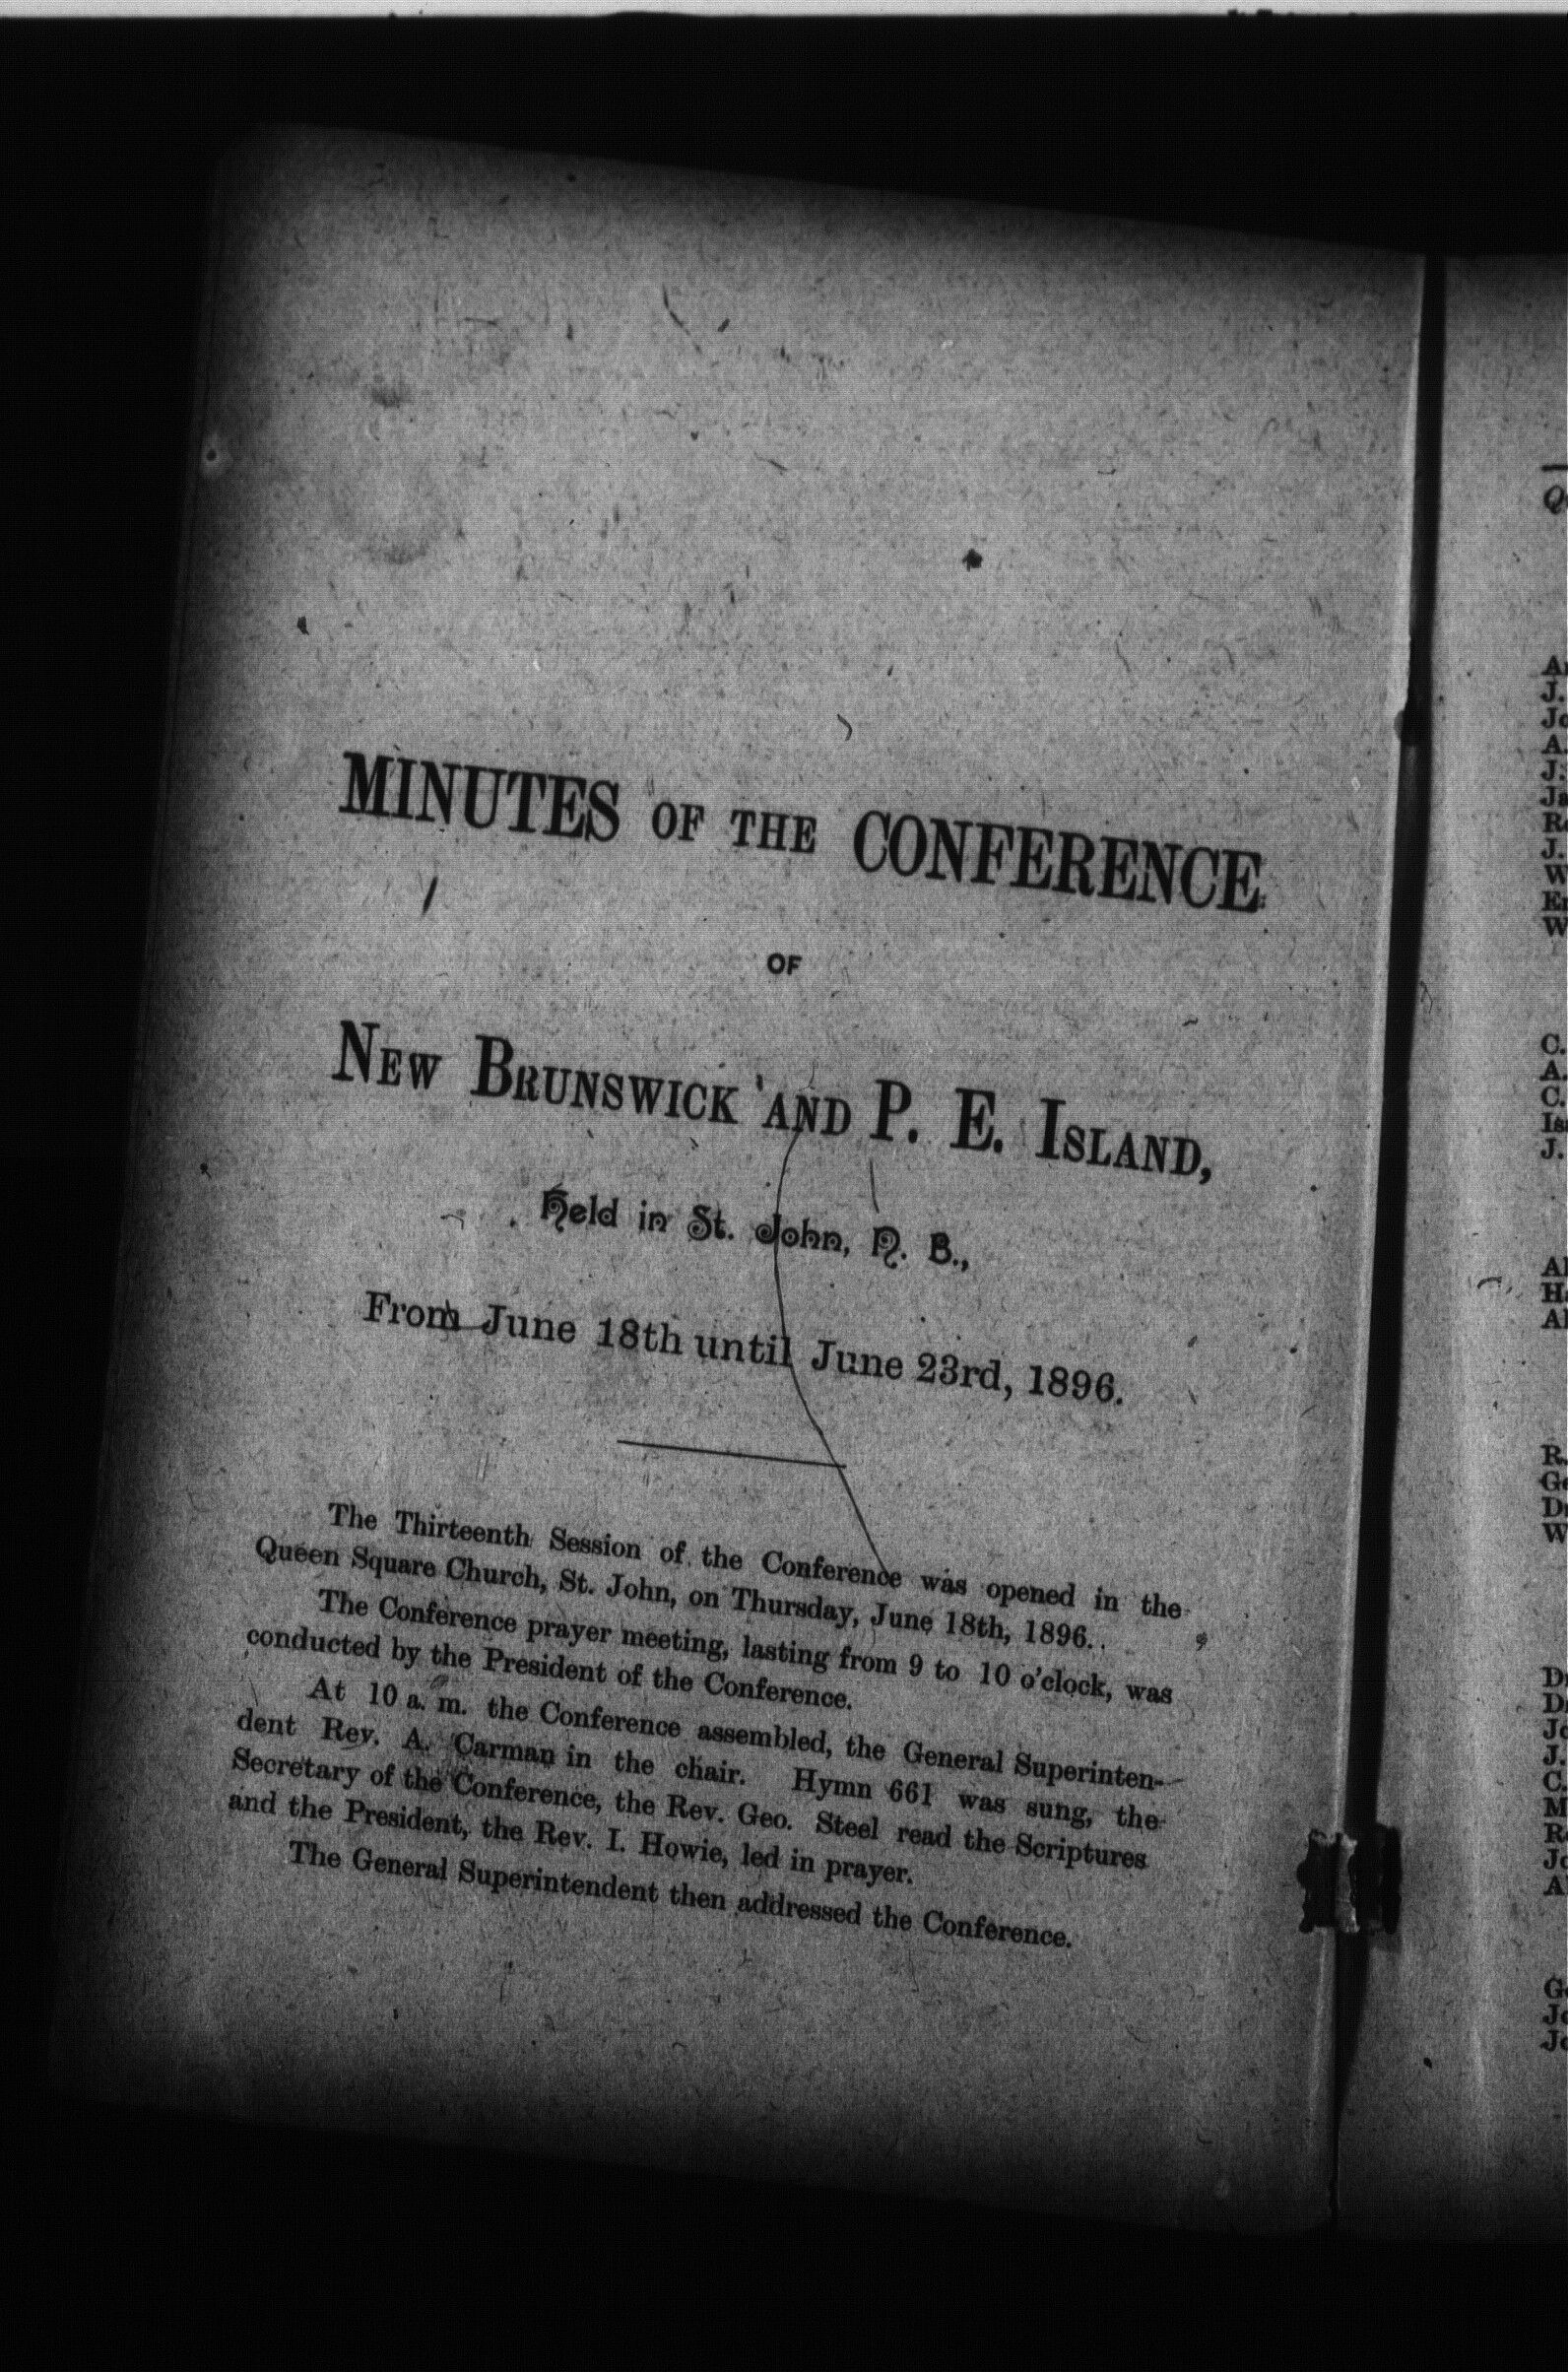 MINUTES OF THE CONFERENCE
OF
NEW BRUNSWICK AND P. E. ISLAND,
Held in St. John, N. B.,
From June 18th until June 23rd, 1896.
The Thirteenth Session of the Conference was opened in the
Queen Square Church, St. John, on Thursday, June 18th, 1896.
The Conference prayer meeting, lasting from 9 to 10 o'clock, was
conducted by the President of the Conference.
At 10 a. m. the Conference assembled, the General Superinten-
dent Rev. A. Carman in the chair. Hymn 661 was sung, the
Secretary of the Conference, the Rev. Geo. Steel read the Scriptures
and the President, the Rev. I. Howie, led in prayer.
The General Superintendent then addressed the Conference.